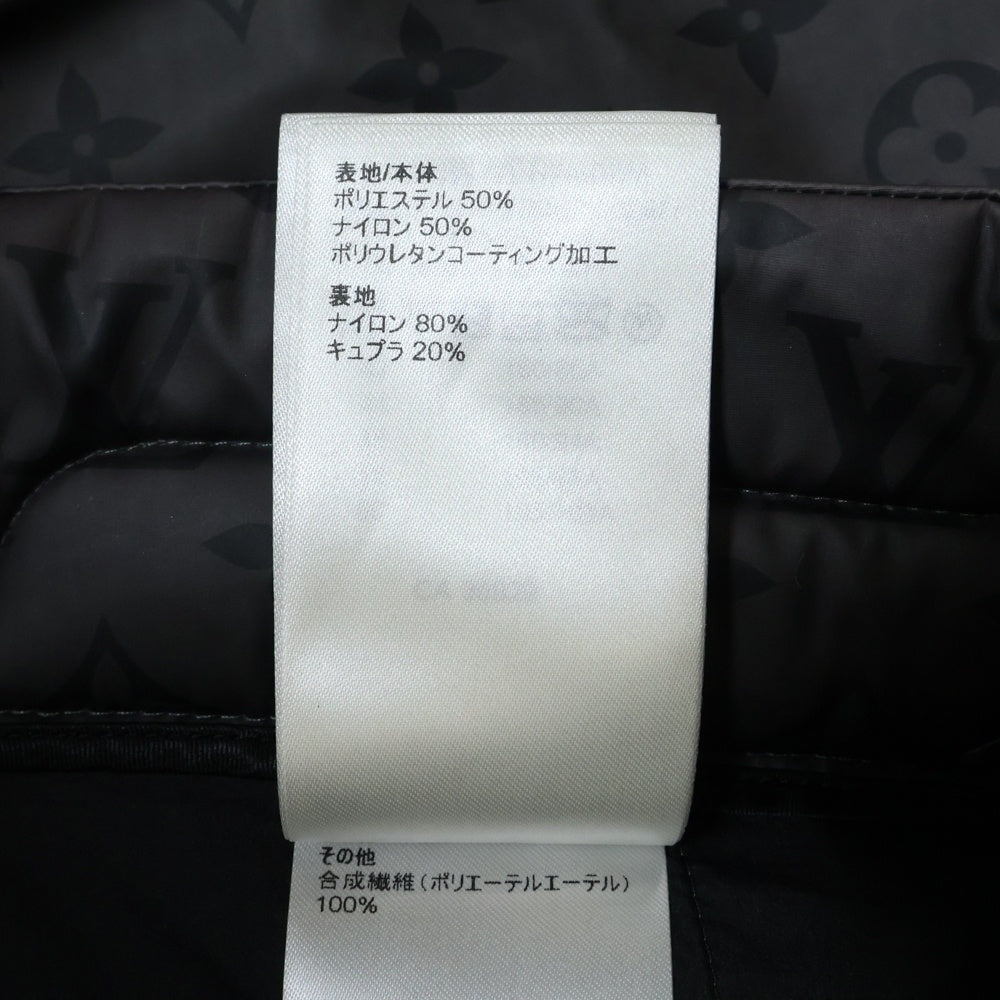 表地/本体
ポリエステル 50%
ナイロン 50%
ポリウレタンコーティング加工
裏地
ナイロン 80%
キュプラ 20%
その他
合成繊維（ポリエーテルエーテル）
100%